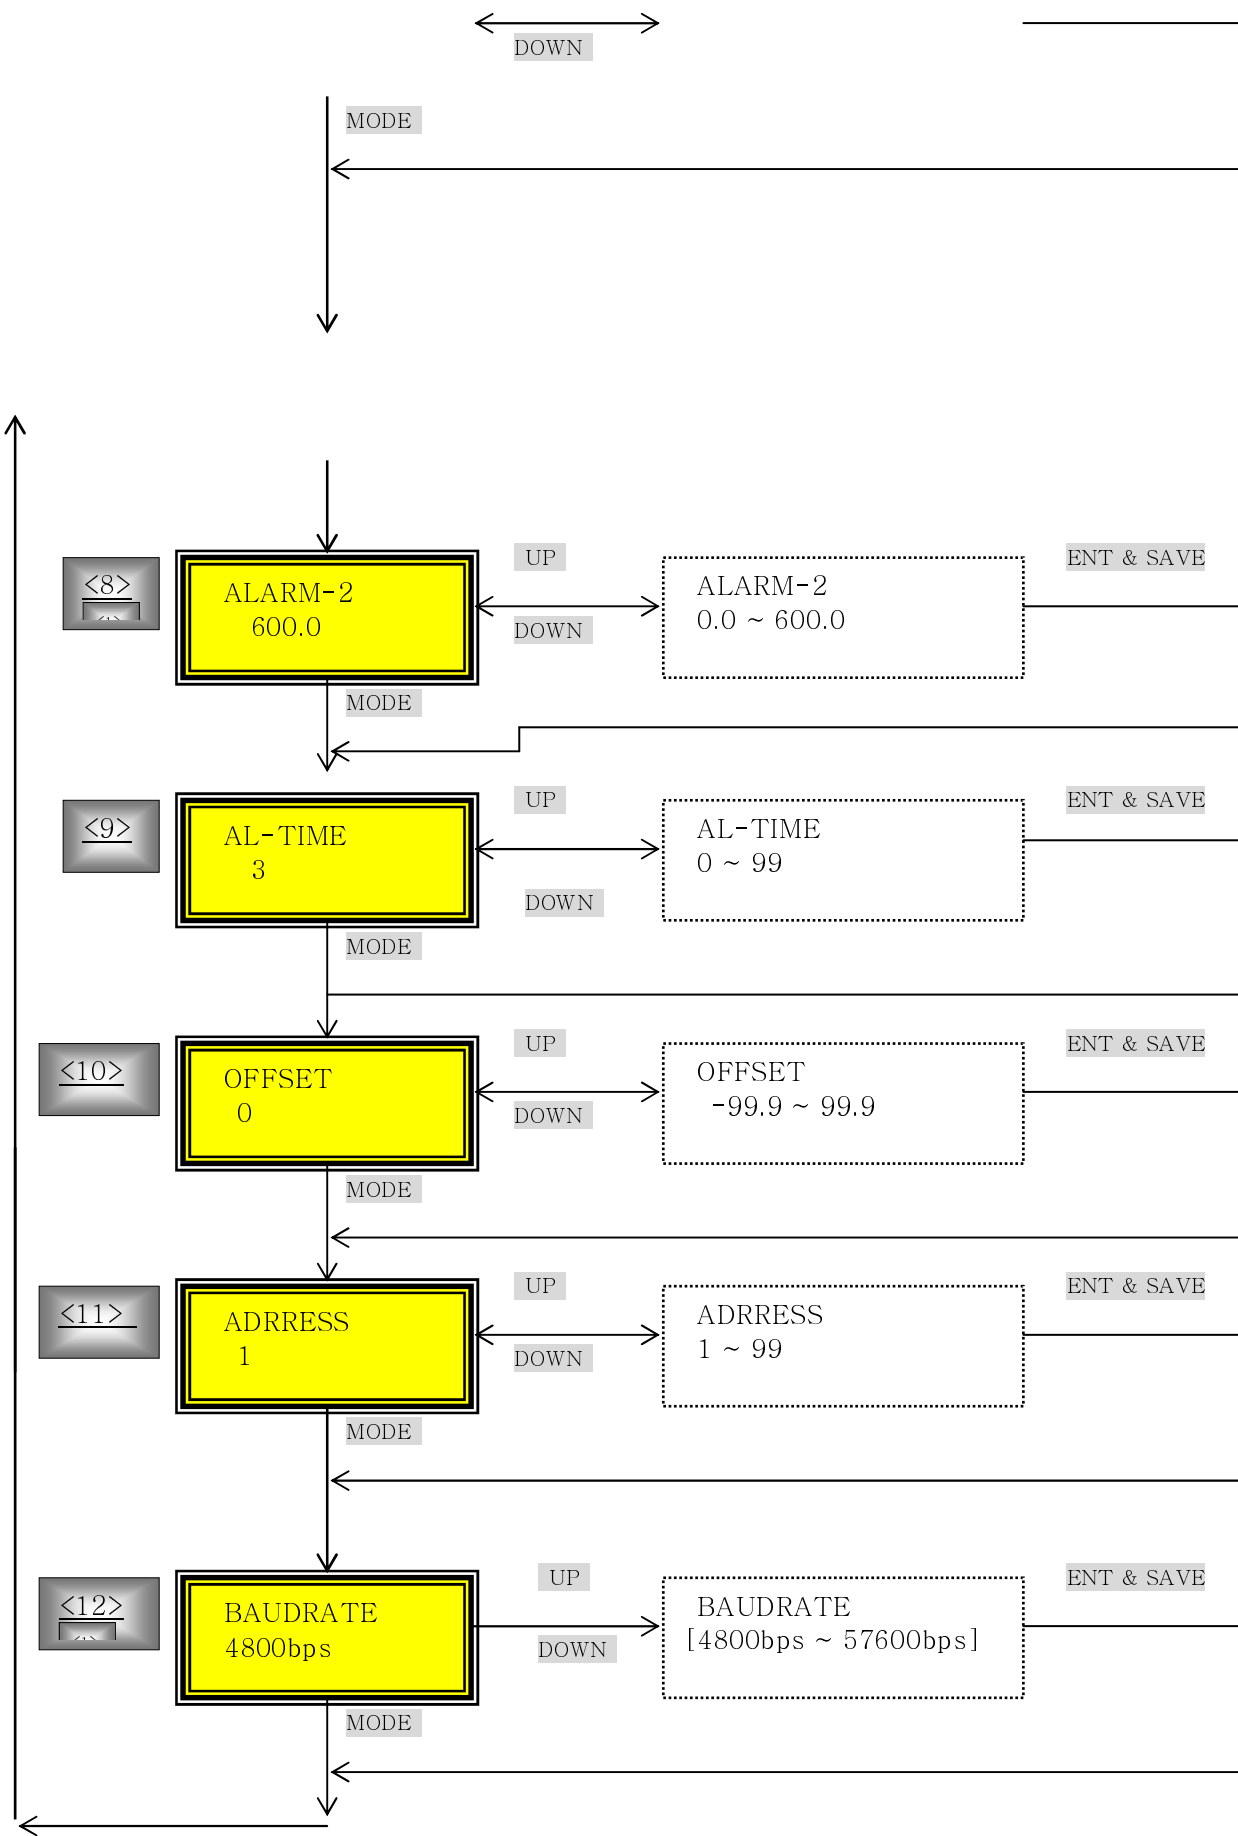 DOWN
MODE
<8>
ALARM-2
600.0
UP
DOWN
ALARM-2
0.0 ~ 600.0
ENT & SAVE
MODE
<9>
AL-TIME
3
UP
DOWN
AL-TIME
0 ~ 99
ENT & SAVE
MODE
<10>
OFFSET
0
UP
DOWN
OFFSET
-99.9 ~ 99.9
ENT & SAVE
MODE
<11>
ADRRESS
1
UP
DOWN
ADRRESS
1 ~ 99
ENT & SAVE
MODE
<12>
BAUDRATE
4800bps
UP
DOWN
BAUDRATE
[4800bps ~ 57600bps]
ENT & SAVE
MODE